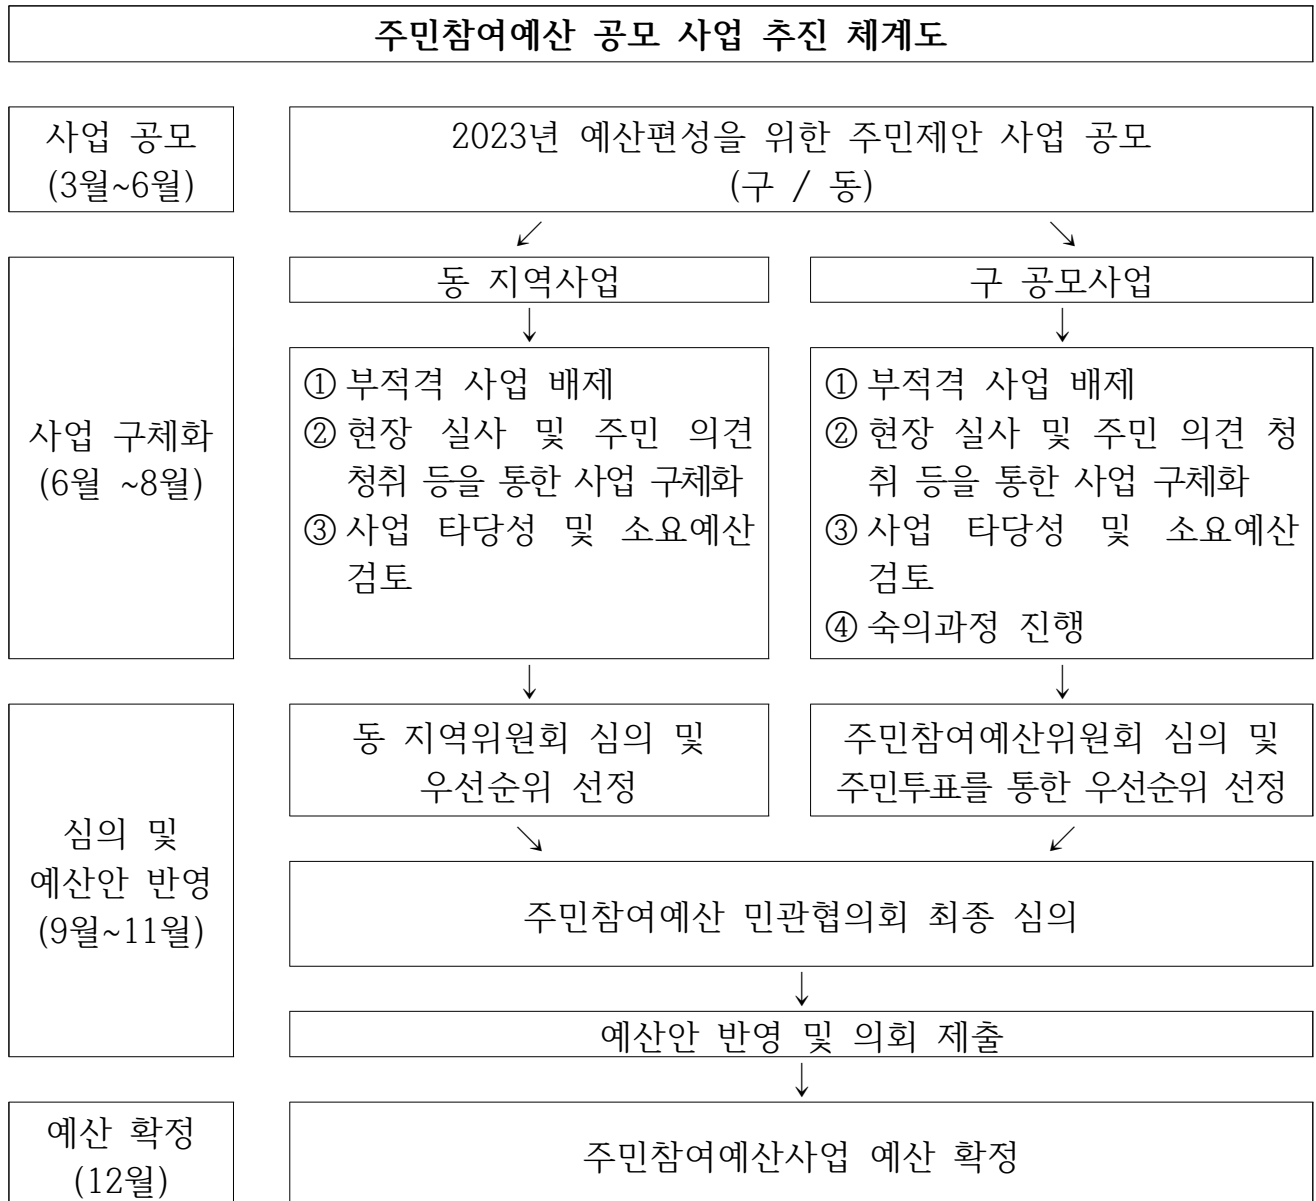 주민참여예산 공모 사업 추진 체계도
사업 공모
(3월~6월)
2023년 예산편성을 위한 주민제안 사업 공모
(구 / 동)
↙
↘
사업 구체화
(6월 ~8월)
동 지역사업
↓
① 부적격 사업 배제
② 현장 실사 및 주민 의견
청취 등을 통한 사업 구체화
③ 사업 타당성 및 소요예산
검토
↓
구 공모사업
↓
① 부적격 사업 배제
② 현장 실사 및 주민 의견 청
취 등을 통한 사업 구체화
③ 사업 타당성 및 소요예산
검토
④ 숙의과정 진행
↓
심의 및
예산안 반영
(9월~11월)
동 지역위원회 심의 및
우선순위 선정
↘
주민참여예산위원회 심의 및
주민투표를 통한 우선순위 선정
↙
주민참여예산 민관협의회 최종 심의
↓
예산안 반영 및 의회 제출
↓
예산 확정
(12월)
주민참여예산사업 예산 확정